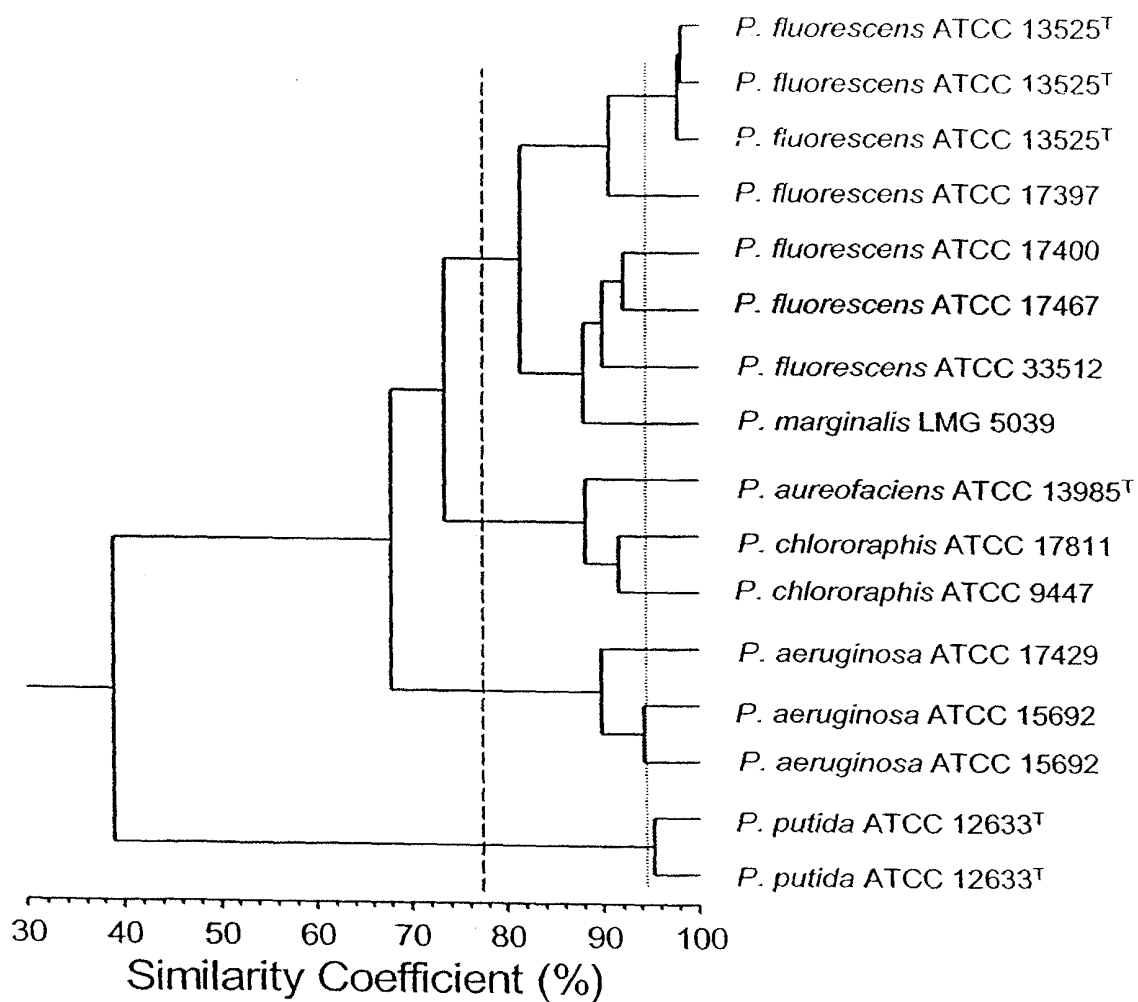 P. fluorescens ATCC 13525ᵀ
P. fluorescens ATCC 13525ᵀ
P. fluorescens ATCC 13525ᵀ
P. fluorescens ATCC 17397
P. fluorescens ATCC 17400
P. fluorescens ATCC 17467
P. fluorescens ATCC 33512
P. marginalis LMG 5039
P. aureofaciens ATCC 13985ᵀ
P. chlororaphis ATCC 17811
P. chlororaphis ATCC 9447
P. aeruginosa ATCC 17429
P. aeruginosa ATCC 15692
P. aeruginosa ATCC 15692
P. putida ATCC 12633ᵀ
P. putida ATCC 12633ᵀ
30 40 50 60 70 80 90 100
Similarity Coefficient (%)